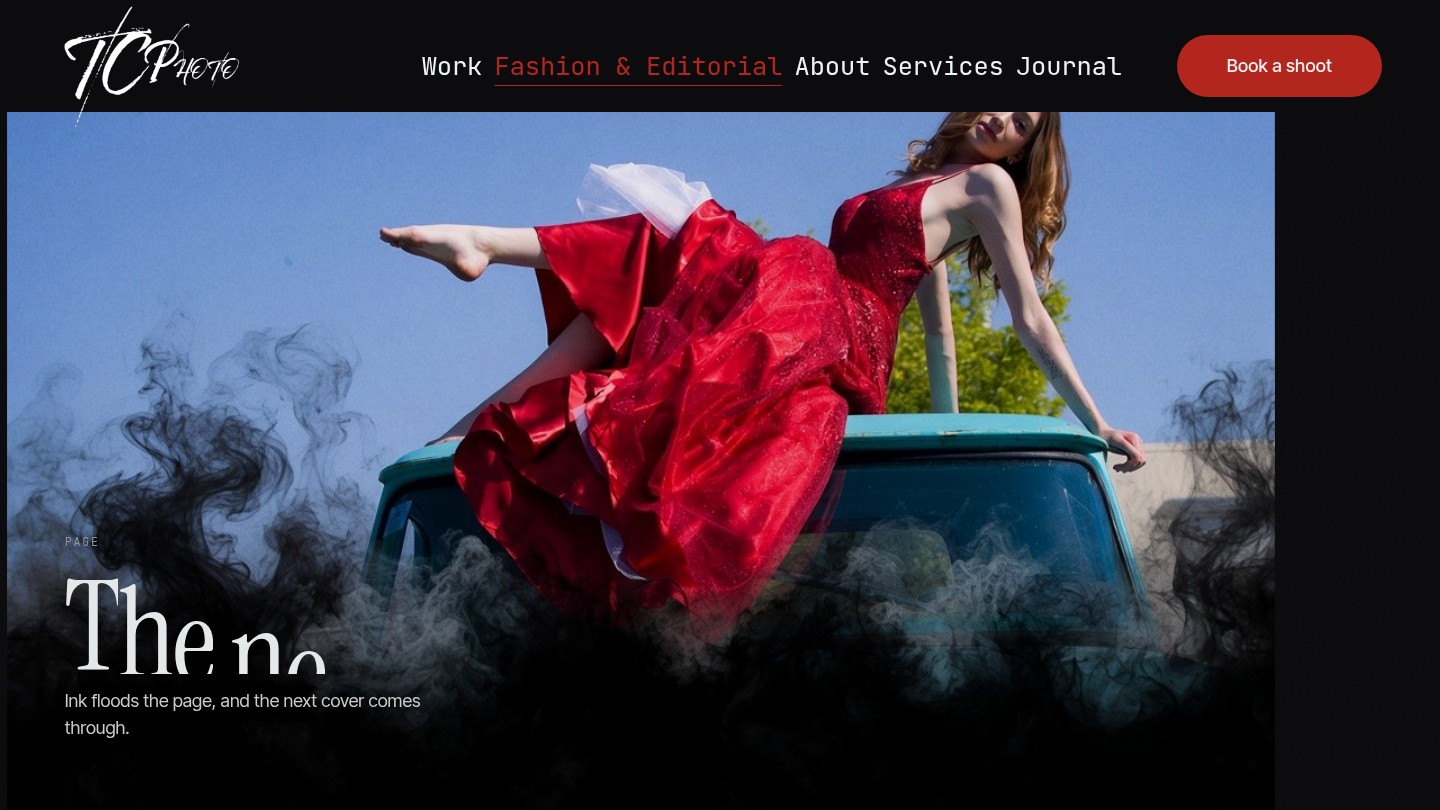 TCPHOTO
Work Fashion & Editorial About Services Journal
Book a shoot
PAGE
The
Ink floods the page, and the next cover comes
through.